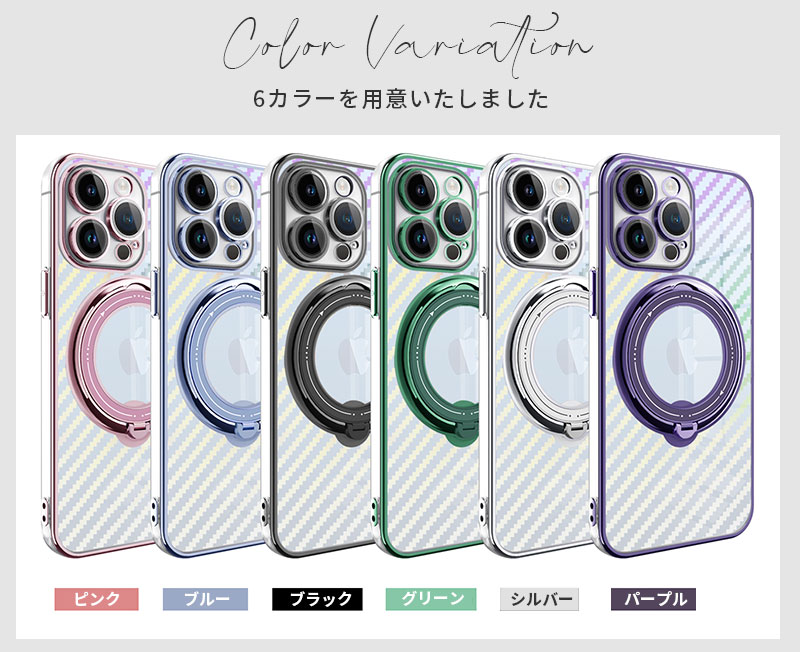 Color Variation
6カラーを用意いたしました
ピンク
ブルー
ブラック
グリーン
シルバー
パープル